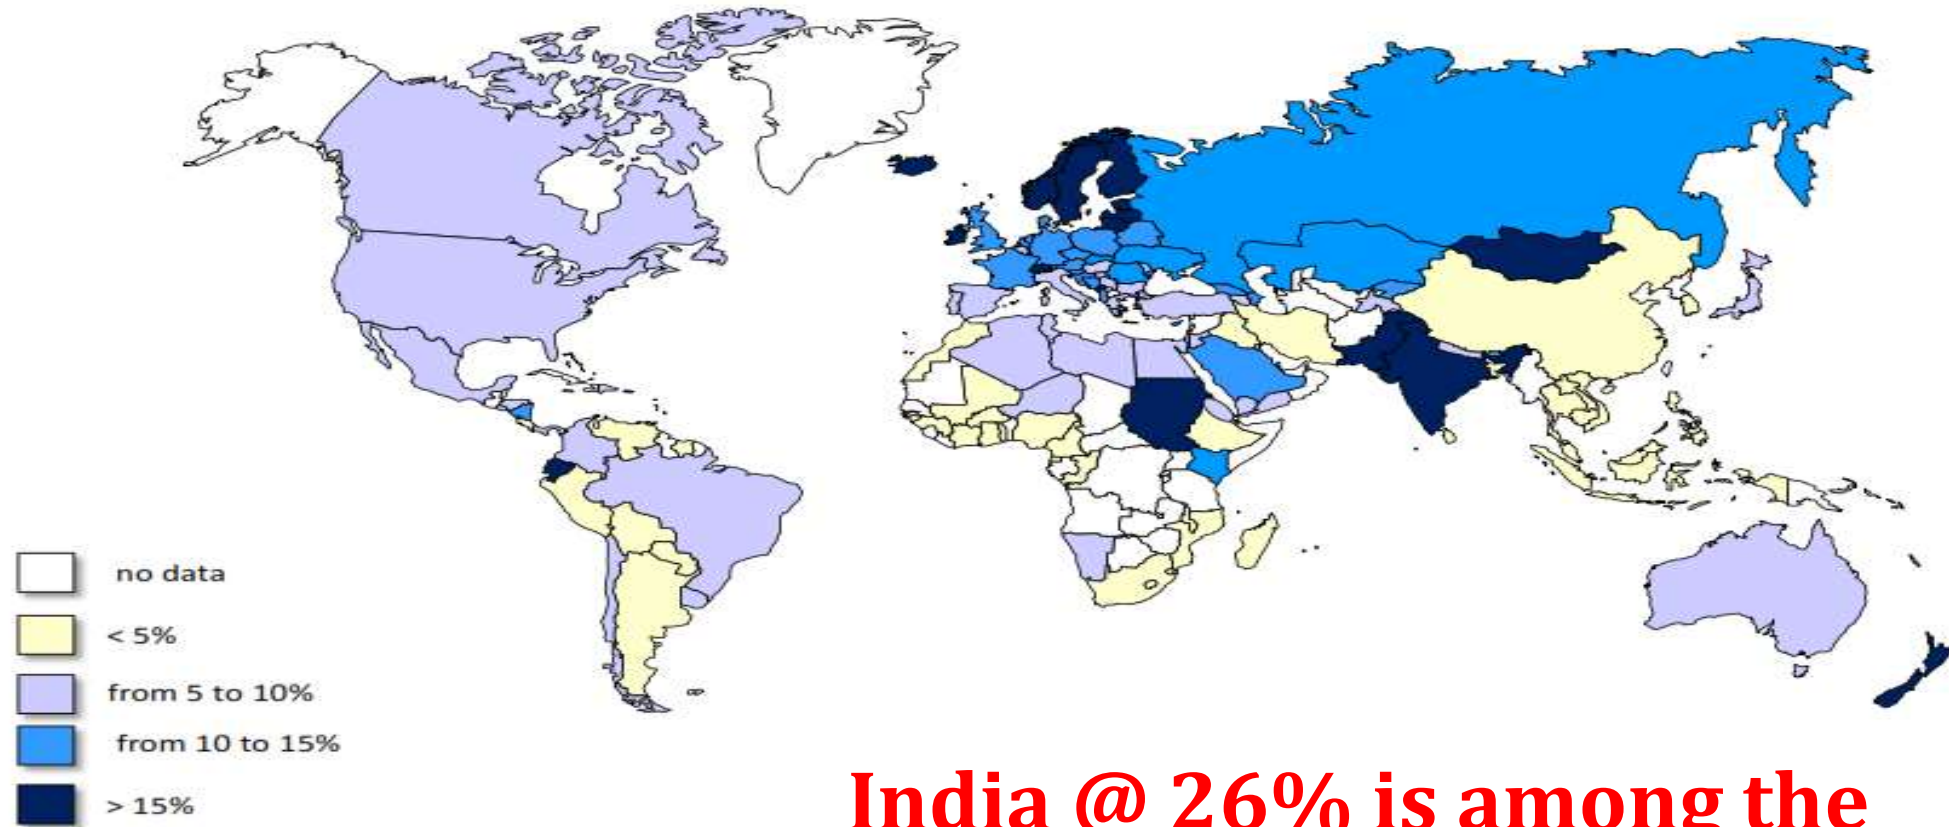 no data
< 5%
from 5 to 10%
from 10 to 15%
> 15%
India @ 26% is among the